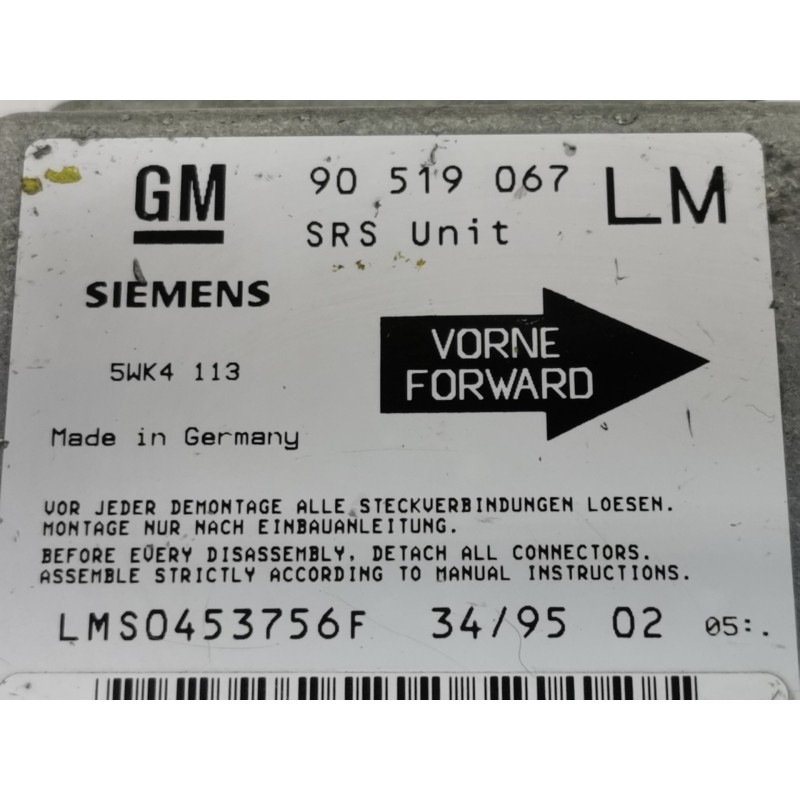 GM 90 519 067 LM
SRS Unit
SIEMENS
VORNE
FORWARD
5WK4 113
Made in Germany
VOR JEDER DEMONTAGE ALLE STECKVERBINDUNGEN LOESEN.
MONTAGE NUR NACH EINBAUANLEITUNG.
BEFORE EVERY DISASSEMBLY, DETACH ALL CONNECTORS.
ASSEMBLE STRICTLY ACCORDING TO MANUAL INSTRUCTIONS.
LMS0453756F 34/95 02 05:.